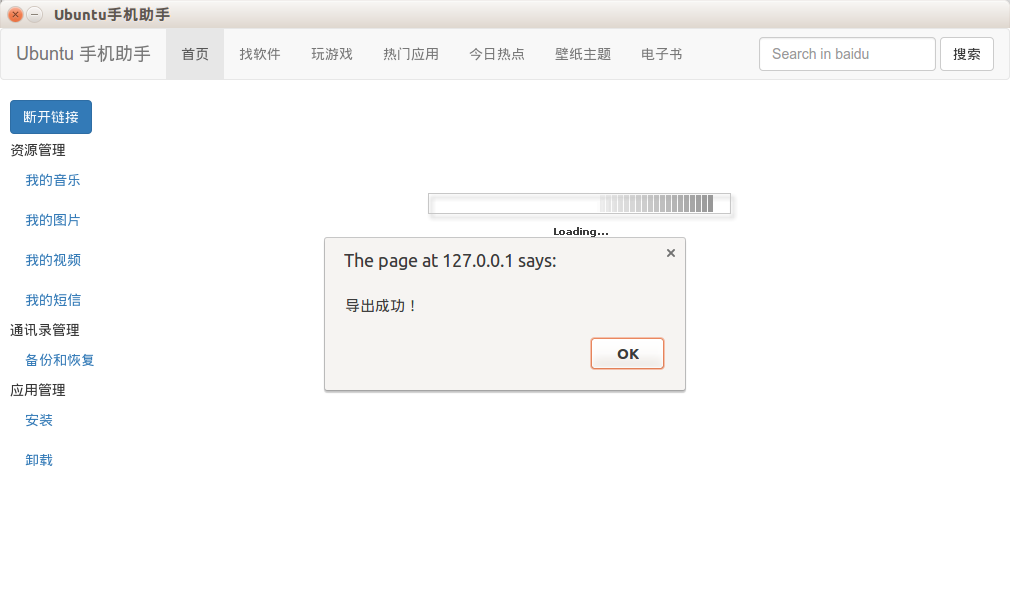 Ubuntu手机助手
Ubuntu 手机助手 首页 找软件 玩游戏 热门应用 今日热点 壁纸主题 电子书 Search in baidu 搜索
断开链接
资源管理
我的音乐
我的图片
我的视频
我的短信
通讯录管理
备份和恢复
应用管理
安装
卸载
Loading...
The page at 127.0.0.1 says:
导出成功！
OK